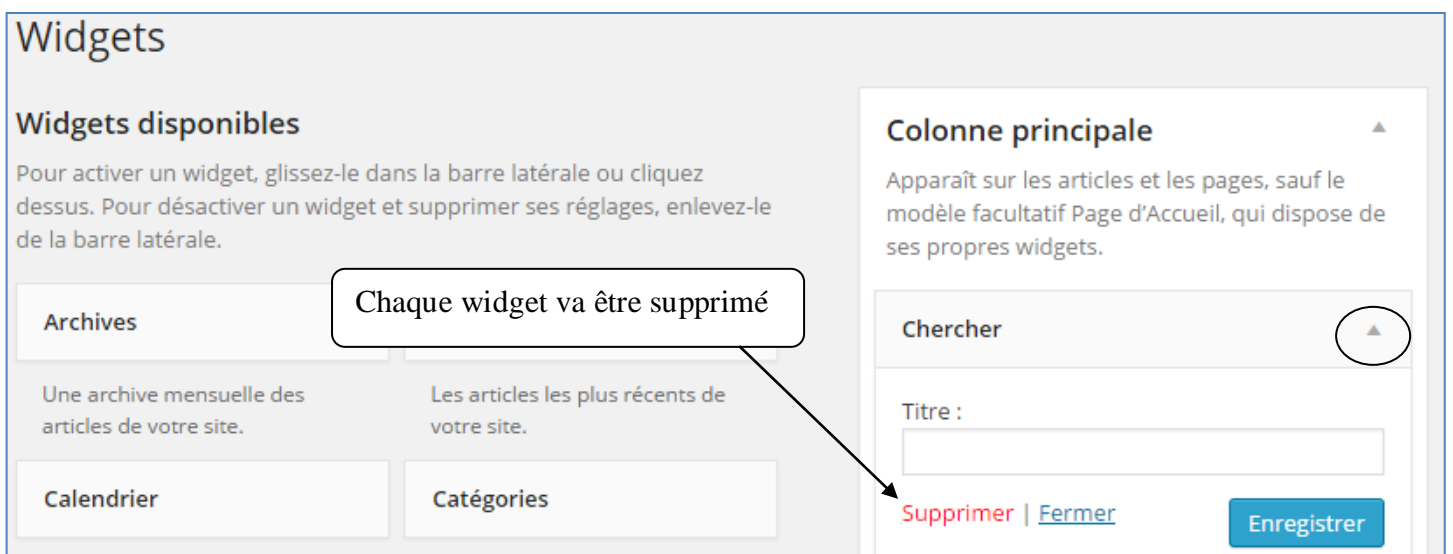 Widgets
Widgets disponibles
Pour activer un widget, glissez-le dans la barre latérale ou cliquez
dessus. Pour désactiver un widget et supprimer ses réglages, enlevez-le
de la barre latérale.
Chaque widget va être supprimé
Archives
Une archive mensuelle des
articles de votre site.
Les articles les plus récents de
votre site.
Calendrier
Catégories
Colonne principale
Apparaît sur les articles et les pages, sauf le
modèle facultatif Page d’Accueil, qui dispose de
ses propres widgets.
Chercher
Titre :
Supprimer | Fermer
Enregistrer